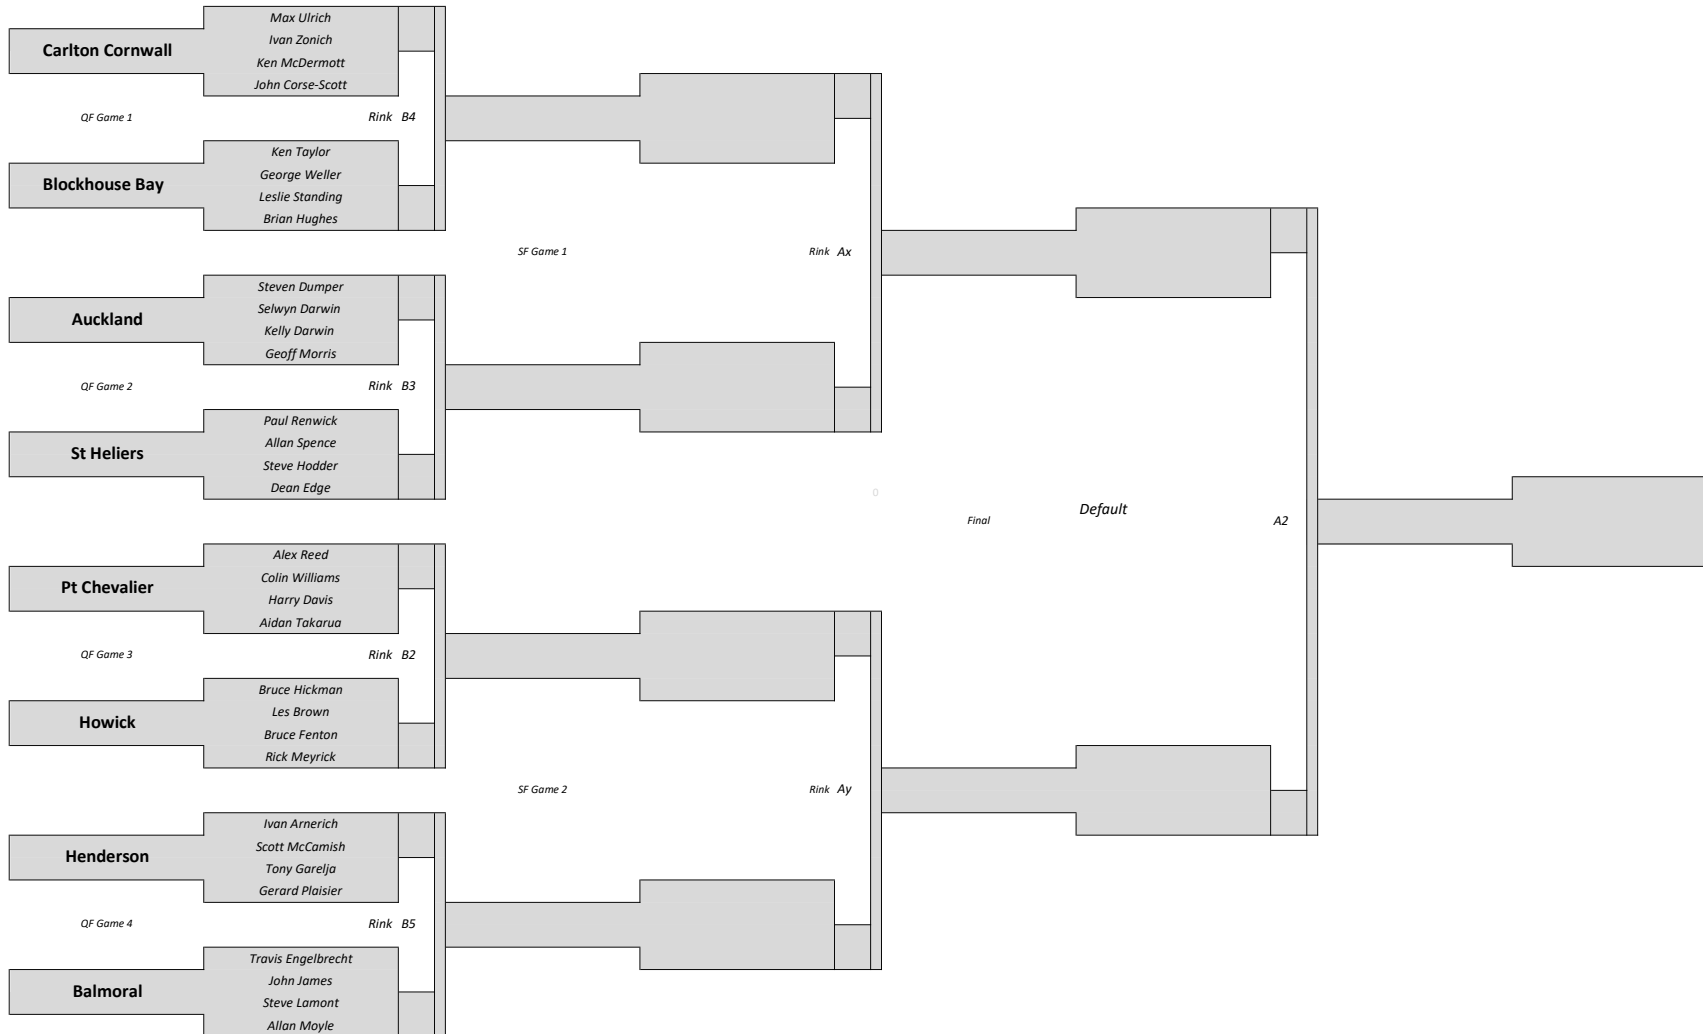 Max Ulrich
Carlton Cornwall
Ivan Zonich
Ken McDermott
John Corse-Scott
QF Game 1
Rink B4
Ken Taylor
Blockhouse Bay
George Weller
Leslie Standing
Brian Hughes
SF Game 1
Rink Ax
Steven Dumper
Auckland
Selwyn Darwin
Kelly Darwin
Geoff Morris
QF Game 2
Rink B3
Paul Renwick
St Heliers
Allan Spence
Steve Hodder
Dean Edge
0
Final
Default
A2
Alex Reed
Pt Chevalier
Colin Williams
Harry Davis
Aidan Takarua
QF Game 3
Rink B2
Bruce Hickman
Howick
Les Brown
Bruce Fenton
Rick Meyrick
SF Game 2
Rink Ay
Ivan Arnerich
Henderson
Scott McCamish
Tony Garelja
Gerard Plaisier
QF Game 4
Rink B5
Travis Engelbrecht
Balmoral
John James
Steve Lamont
Allan Moyle